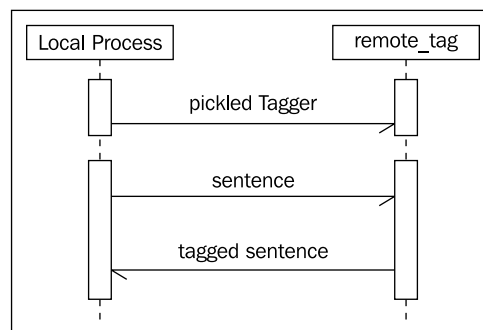 Local Process
remote_tag
pickled Tagger
sentence
tagged sentence